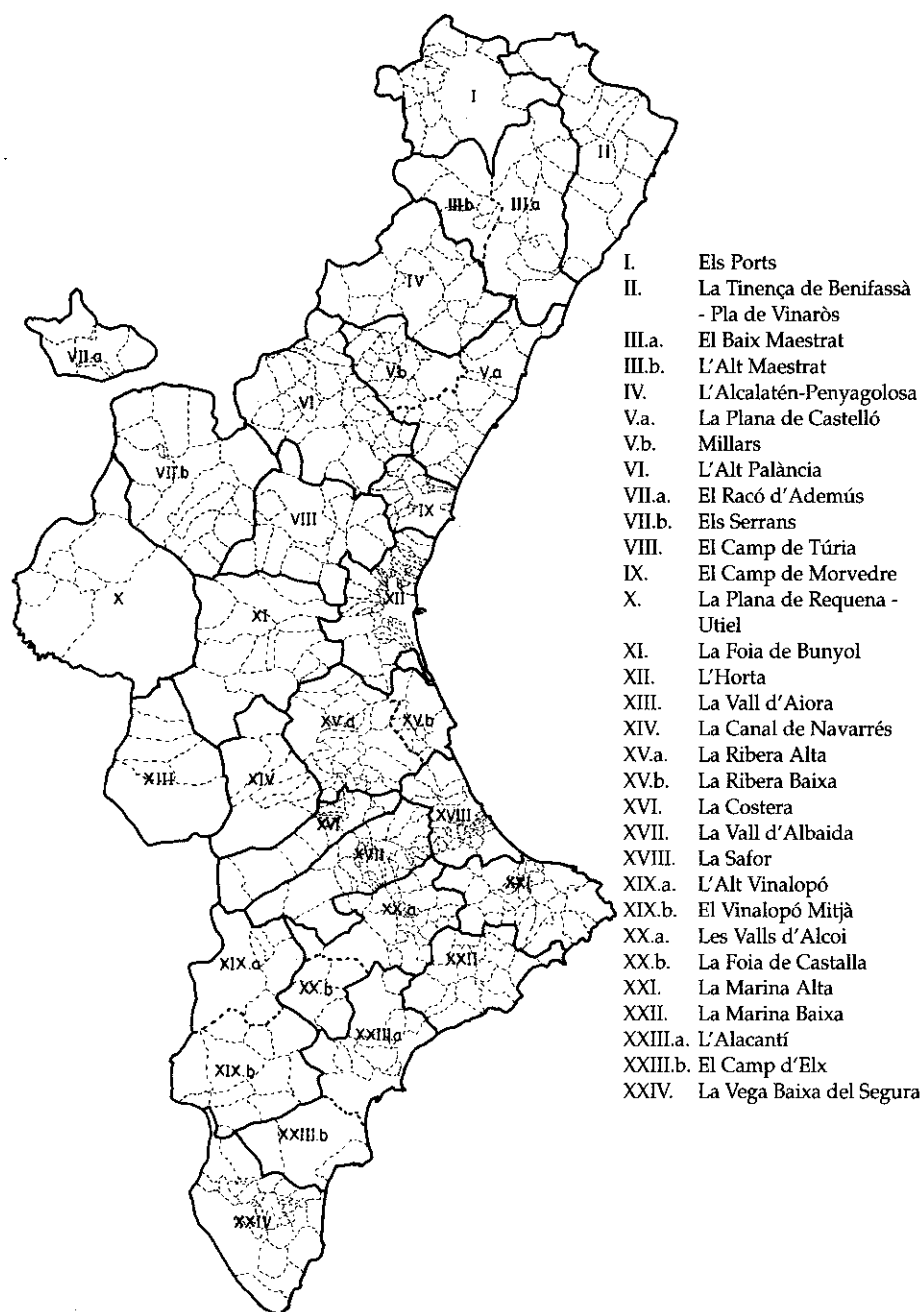 I
II
III.b
III.a
IV
VII.a
V.b
V.a
VI
VII.b
IX
VIII
X
XII
XI
XV.a
XV.b
XIII
XIV
XVI
XVIII
XVII
XXI
XX.a
XIX.a
XXII
XX.b
XXIII.a
XIX.b
XXIII.b
XXIV
I. Els Ports
II. La Tinença de Benifassà
- Pla de Vinaròs
III.a. El Baix Maestrat
III.b. L'Alt Maestrat
IV. L'Alcalatén-Penyagolosa
V.a. La Plana de Castelló
V.b. Millars
VI. L'Alt Palància
VII.a. El Racó d'Ademús
VII.b. Els Serrans
VIII. El Camp de Túria
IX. El Camp de Morvedre
X. La Plana de Requena -
Utiel
XI. La Foia de Bunyol
XII. L'Horta
XIII. La Vall d'Aiora
XIV. La Canal de Navarrés
XV.a. La Ribera Alta
XV.b. La Ribera Baixa
XVI. La Costera
XVII. La Vall d'Albaida
XVIII. La Safor
XIX.a. L'Alt Vinalopó
XIX.b. El Vinalopó Mitjà
XX.a. Les Valls d'Alcoi
XX.b. La Foia de Castalla
XXI. La Marina Alta
XXII. La Marina Baixa
XXIII.a. L'Alacantí
XXIII.b. El Camp d'Elx
XXIV. La Vega Baixa del Segura